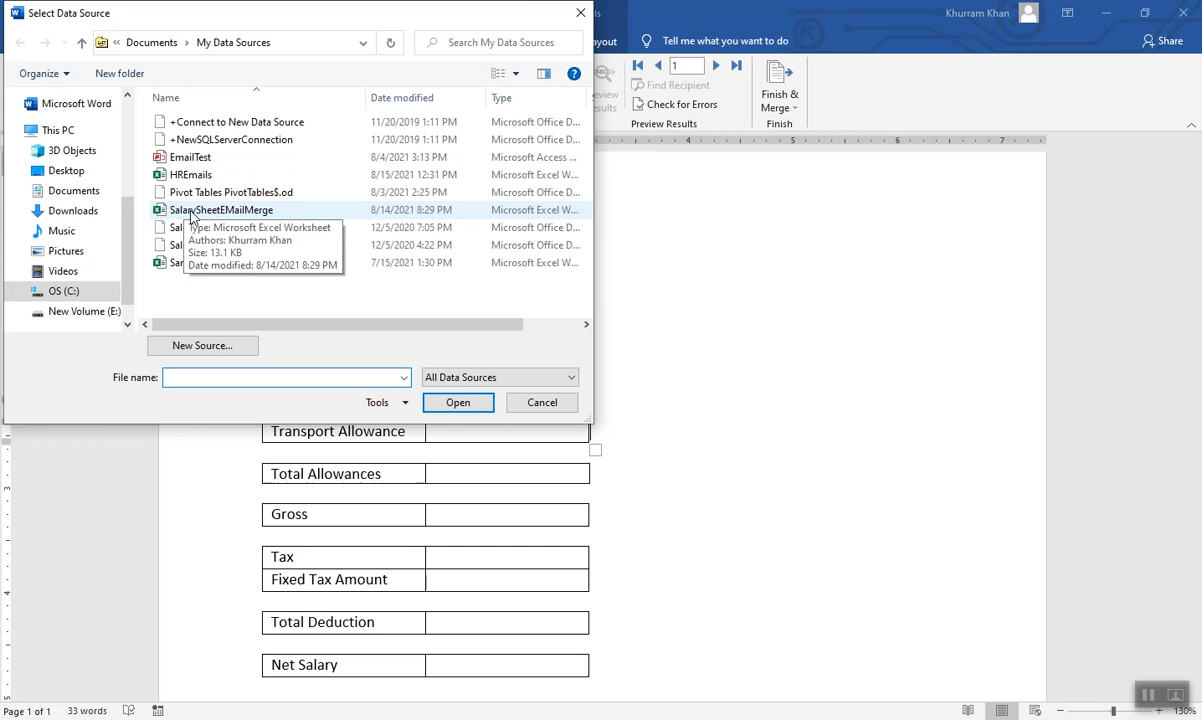 Select Data Source
ls
Khurram Khan
Documents
My Data Sources
Search My Data Sources
ayout
Tell me what you want to do
Share
Organize
New folder
1
Find Recipient
Check for Errors
Preview Results
Finish &
Merge
Finish
Name
Date modified
Type
Microsoft Word
This PC
3D Objects
Desktop
Documents
Downloads
Music
Pictures
Videos
OS (C:)
New Volume (E:)
+Connect to New Data Source 11/20/2019 1:11 PM Microsoft Office D...
+NewSQLServerConnection 11/20/2019 1:11 PM Microsoft Office D...
EmailTest 8/4/2021 3:13 PM Microsoft Access ...
HREmails 8/15/2021 12:31 PM Microsoft Excel W...
Pivot Tables PivotTables$.od 8/3/2021 2:25 PM Microsoft Office D...
SalarySheetEMailMerge 8/14/2021 8:29 PM Microsoft Excel W...
Sal 12/5/2020 7:05 PM Microsoft Office D...
Sal 12/5/2020 4:22 PM Microsoft Office D...
Sar 7/15/2021 1:30 PM Microsoft Excel W...
Type: Microsoft Excel Worksheet
Authors: Khurram Khan
Size: 13.1 KB
Date modified: 8/14/2021 8:29 PM
New Source...
File name:
All Data Sources
Tools
Open
Cancel
5
6
7
Transport Allowance
Total Allowances
Gross
Tax
Fixed Tax Amount
Total Deduction
Net Salary
Page 1 of 1
33 words
130%